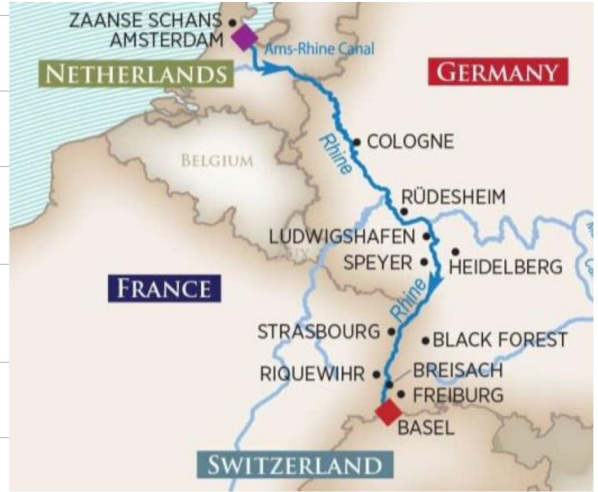 ZAANSE SCHANS
AMSTERDAM
Ams-Rhine Canal
NETHERLANDS
GERMANY
COLOGNE
Rhine
BELGIUM
RÜDESHEIM
LUDWIGSHAFEN
LUX
SPEYER
HEIDELBERG
FRANCE
Rhine
STRASBOURG
BLACK FOREST
RIQUEWIHR
BREISACH
FREIBURG
BASEL
SWITZERLAND